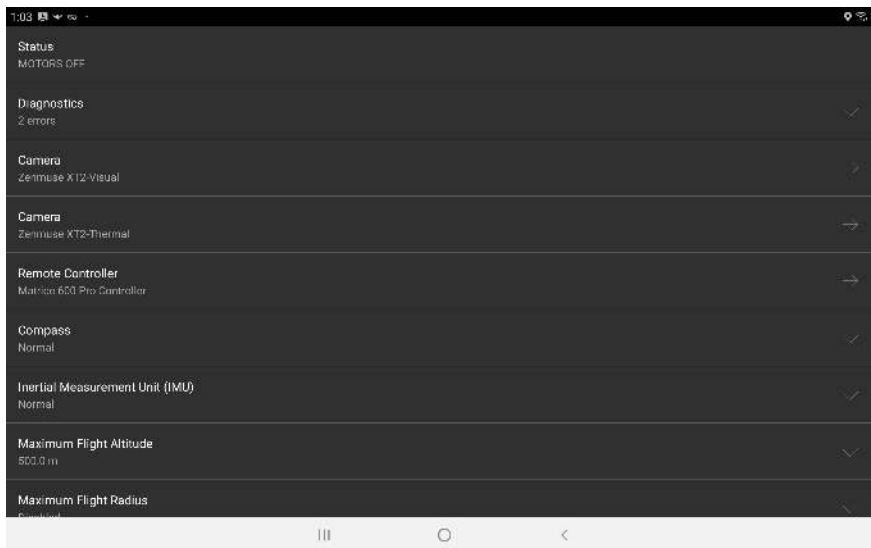 1:03
Status
MOTORS OFF
Diagnostics
2 errors
Camera
Zenmuse XT2-Visual
Camera
Zenmuse XT2-Thermal
Remote Controller
Matrice 600 Pro Controller
Compass
Normal
Inertial Measurement Unit (IMU)
Normal
Maximum Flight Altitude
500.0 m
Maximum Flight Radius